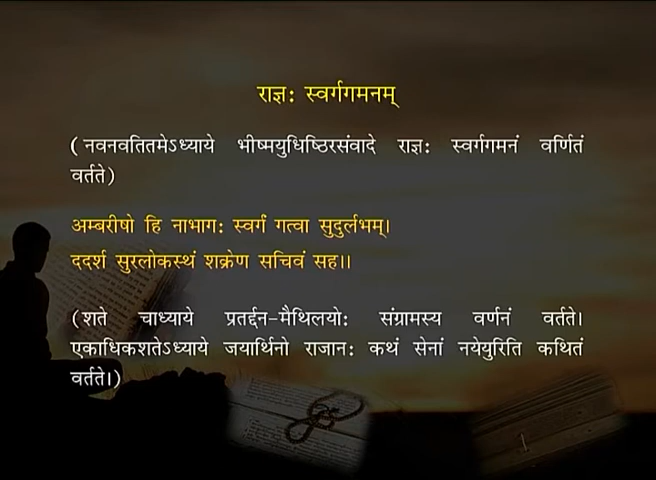 राज्ञः स्वर्गगमनम्
(नवनवतितमेऽध्याये भीष्मयुधिष्ठिरसंवादे राज्ञः स्वर्गगमनं वर्णितं
वर्तते)
अम्बरीषो हि नाभागः स्वर्गं गत्वा सुदुर्लभम्।
ददर्श सुरलोकस्थं शक्रेण सचिवं सह।।
(शते चाध्याये प्रतर्द्दन-मैथिलयोः संग्रामस्य वर्णनं वर्तते।
एकाधिकशतेऽध्याये जयार्थिनो राजानः कथं सेनां नयेयुरिति कथितं
वर्तते।)